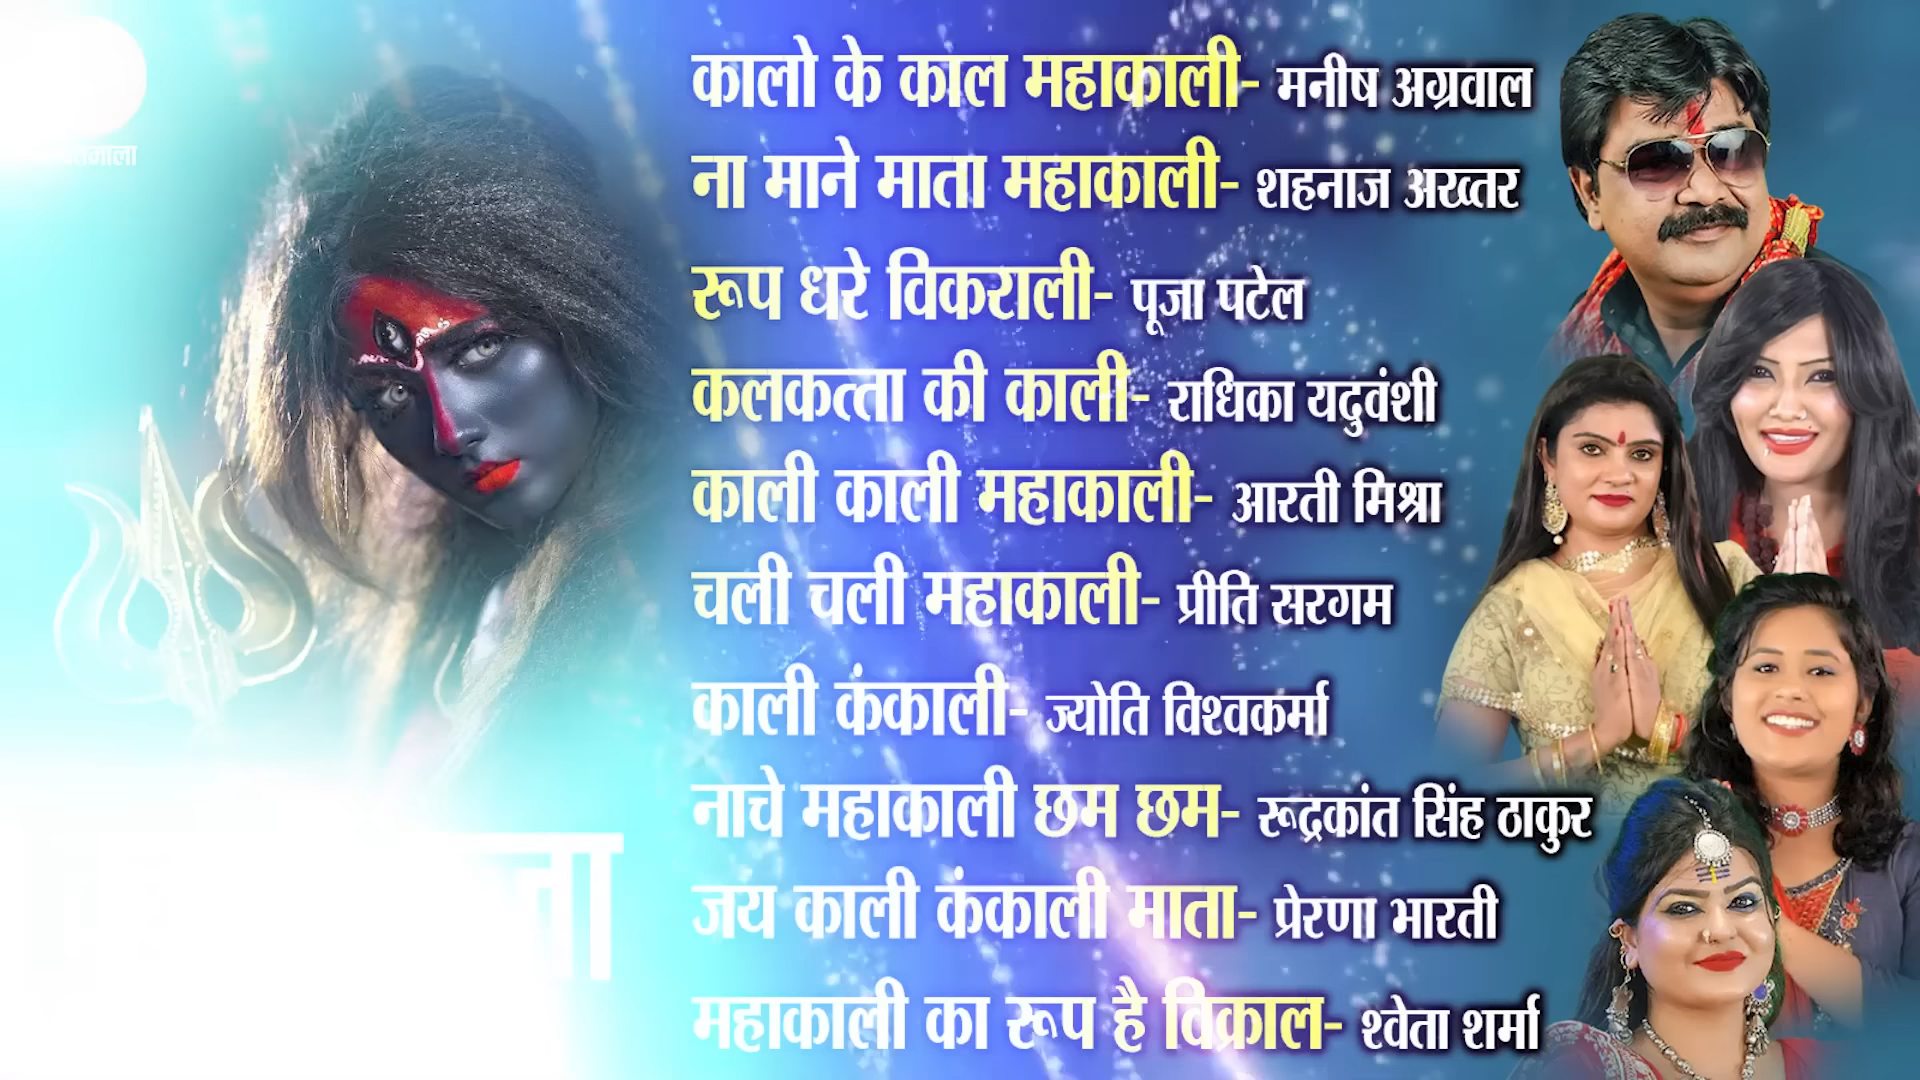 कालो के काल महाकाली- मनीष अग्रवाल
ना माने माता महाकाली- शहनाज अख्तर
रूप धरे विकराली- पूजा पटेल
कलकत्ता की काली- राधिका यदुवंशी
काली काली महाकाली- आरती मिश्रा
चली चली महाकाली- प्रीति सरगम
काली कंकाली- ज्योति विश्वकर्मा
नाचे महाकाली छम छम- रूद्रकांत सिंह ठाकुर
जय काली कंकाली माता- प्रेरणा भारती
महाकाली का रूप है विक्राल- श्वेता शर्मा